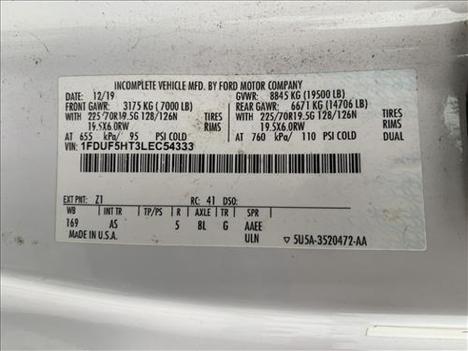 INCOMPLETE VEHICLE MFD. BY FORD MOTOR COMPANY
12/19 GVWR: 8845 KG (19500 LB)
FRONT GAWR: 3175 KG (7000 LB) REAR GAWR: 6671 KG (14706 LB)
225/70R19.5G 128/126N TIRES WITH 225/70R19.5G 128/126N TIRES
19.5X6.0RW RIMS 19.5X6.0RW RIMS
AT 655 kPa/ 95 PSI COLD AT 760 kPa/ 110 PSI COLD DUAL
VIN: 1FDUF5HT3LEC54333
EXT PNT: Z1 RC: 41 DSO:
WB INT TR TP/PS R AXLE TR SPR
169 AS 5 BL G AAEE
MADE IN U.S.A. ULN ▽ 5U5A-3520472-AA